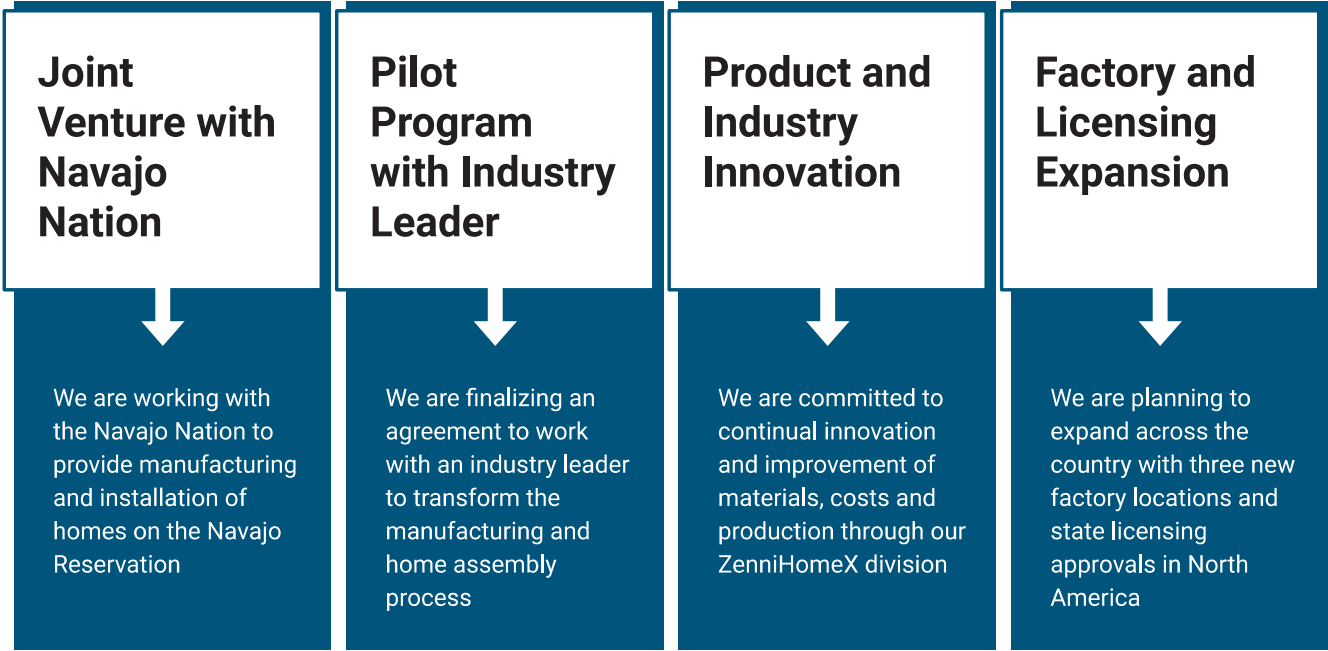 Joint
Venture with
Navajo
Nation
We are working with
the Navajo Nation to
provide manufacturing
and installation of
homes on the Navajo
Reservation
Pilot
Program
with Industry
Leader
We are finalizing an
agreement to work
with an industry leader
to transform the
manufacturing and
home assembly
process
Product and
Industry
Innovation
We are committed to
continual innovation
and improvement of
materials, costs and
production through our
ZenniHomeX division
Factory and
Licensing
Expansion
We are planning to
expand across the
country with three new
factory locations and
state licensing
approvals in North
America